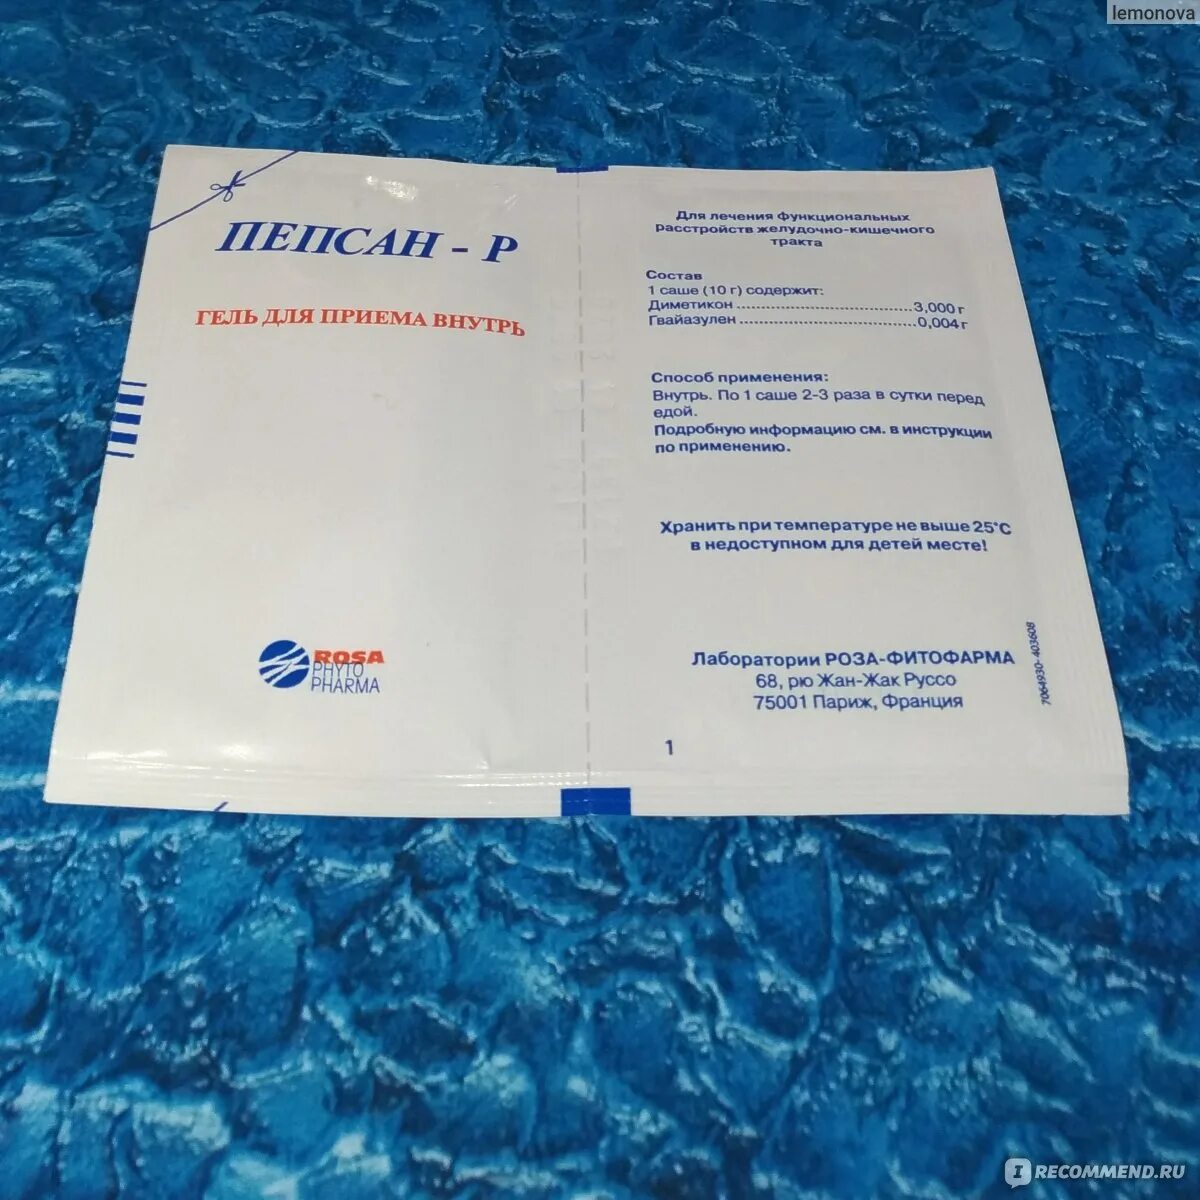 lemonova
ПЕПСАН - Р
ГЕЛЬ ДЛЯ ПРИЕМА ВНУТРЬ
ROSA
PHYTO
PHARMA
Для лечения функциональных
расстройств желудочно-кишечного
тракта
Состав
1 саше (10 г) содержит:
Диметикон ................................3,000 г
Гвайазулен ................................0,004 г
Способ применения:
Внутрь. По 1 саше 2-3 раза в сутки перед
едой.
Подробную информацию см. в инструкции
по применению.
Хранить при температуре не выше 25°C
в недоступном для детей месте!
Лаборатории РОЗА-ФИТОФАРМА
68, рю Жан-Жак Руссо
75001 Париж, Франция
7064930-403608
1
IRECOMMEND.RU